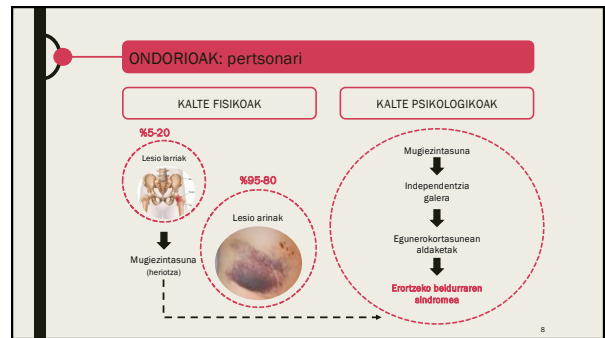 ONDORIOAK: pertsonari
KALTE FISIKOAK
%5-20
Lesio larriak
Mugiezintasuna
(heriotza)
%95-80
Lesio arinak
KALTE PSIKOLOGIKOAK
Mugiezintasuna
Independentzia
galera
Egunerokortasunean
aldaketak
Erortzeko beldurraren
sindromea
8